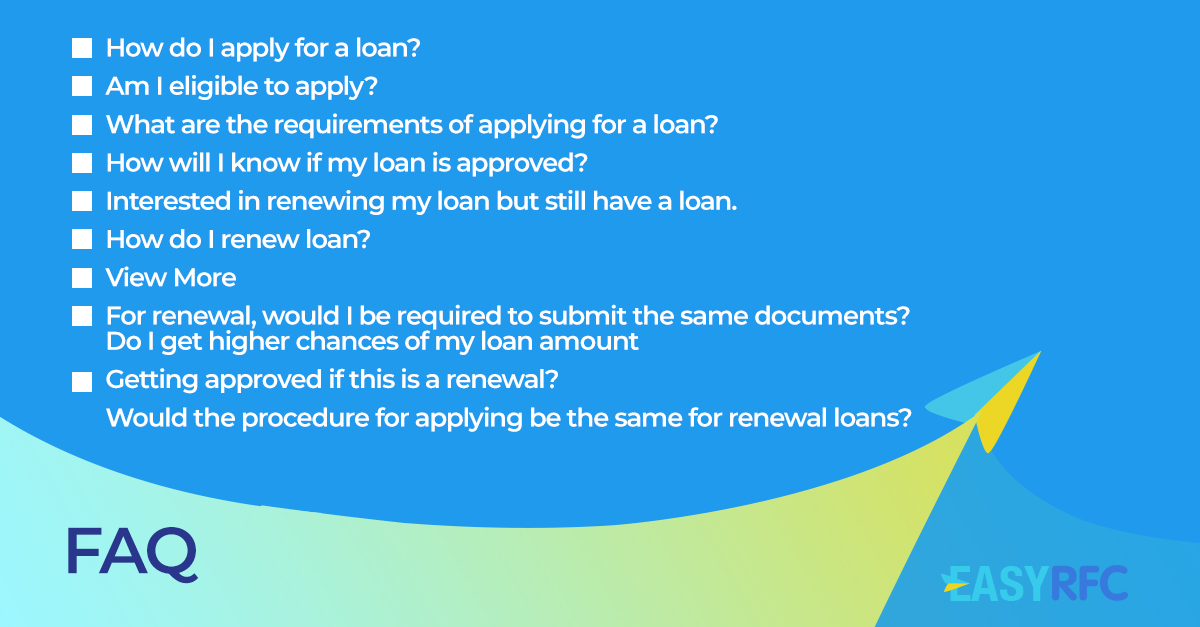 How do I apply for a loan?
Am I eligible to apply?
What are the requirements of applying for a loan?
How will I know if my loan is approved?
Interested in renewing my loan but still have a loan.
How do I renew loan?
View More
For renewal, would I be required to submit the same documents?
Do I get higher chances of my loan amount
Getting approved if this is a renewal?
Would the procedure for applying be the same for renewal loans?
FAQ
EASYRFC